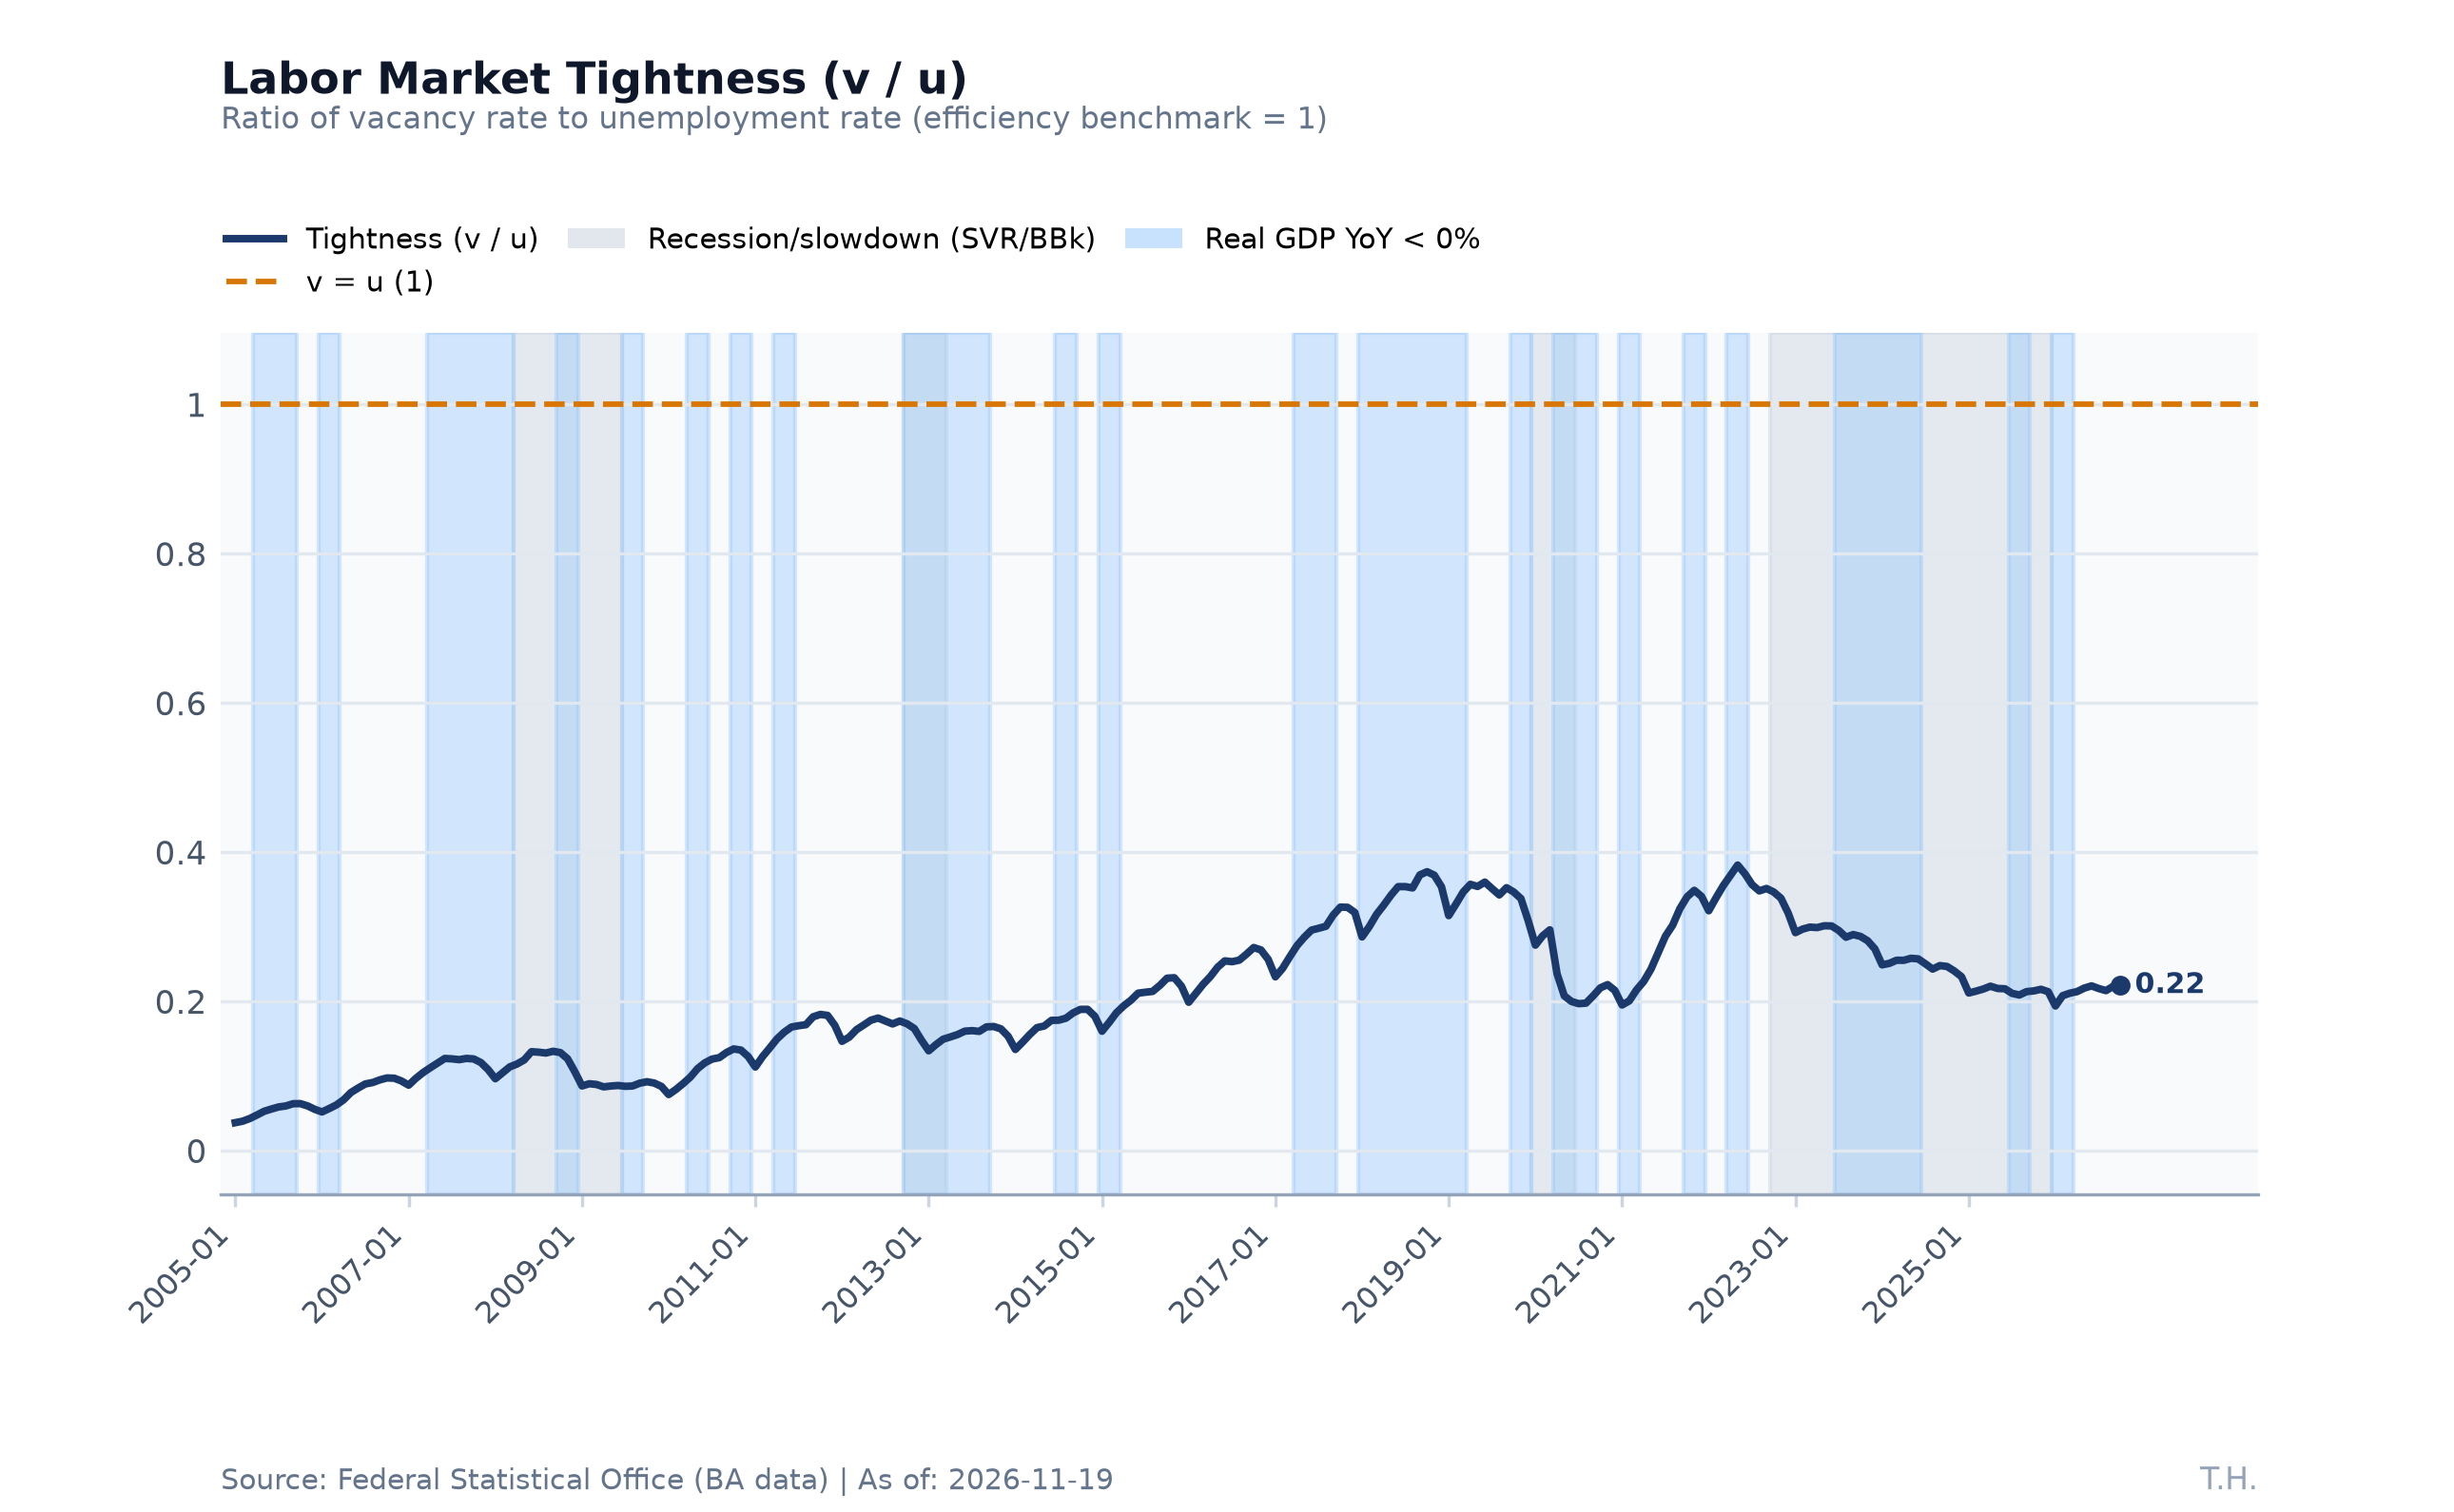 Labor Market Tightness (v / u)
Ratio of vacancy rate to unemployment rate (efficiency benchmark = 1)
Tightness (v / u)
Recession/slowdown (SVR/BBk)
Real GDP YoY < 0%
v = u (1)
1
0.8
0.6
0.4
0.2
0
0.22
2005-01
2007-01
2009-01
2011-01
2013-01
2015-01
2017-01
2019-01
2021-01
2023-01
2025-01
Source: Federal Statistical Office (BA data) | As of: 2026-11-19
T.H.